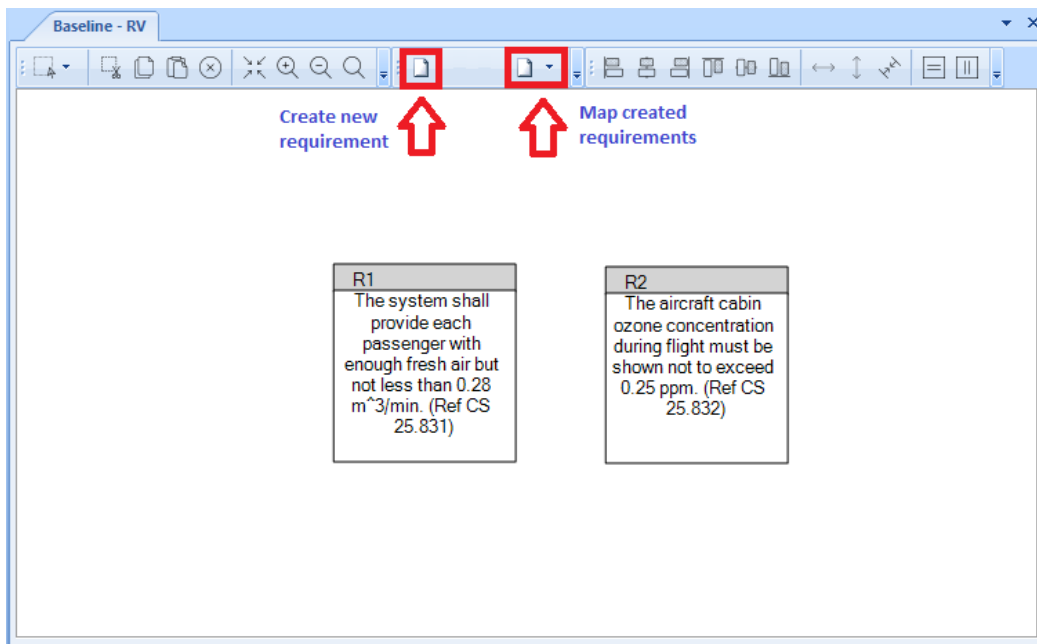 Baseline - RV
Create new
requirement
Map created
requirements
R1
The system shall
provide each
passenger with
enough fresh air but
not less than 0.28
m^3/min. (Ref CS
25.831)
R2
The aircraft cabin
ozone concentration
during flight must be
shown not to exceed
0.25 ppm. (Ref CS
25.832)